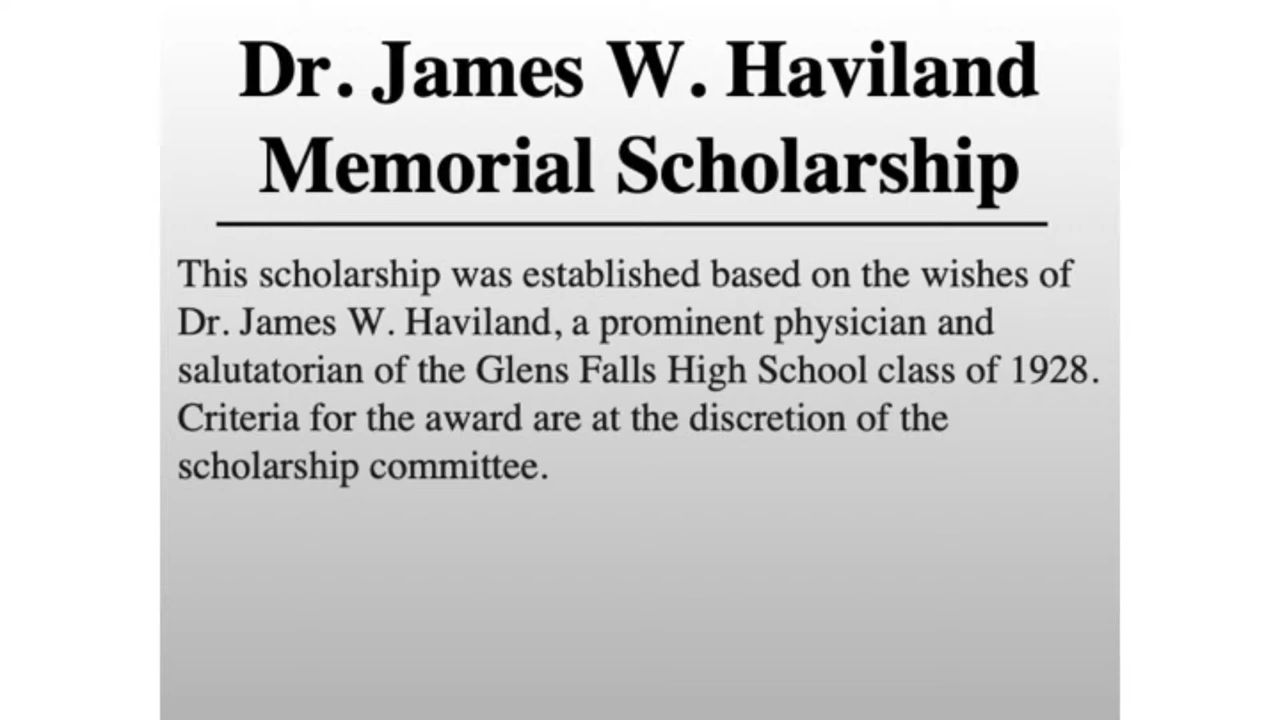 Dr. James W. Haviland
Memorial Scholarship
This scholarship was established based on the wishes of
Dr. James W. Haviland, a prominent physician and
salutatorian of the Glens Falls High School class of 1928.
Criteria for the award are at the discretion of the
scholarship committee.